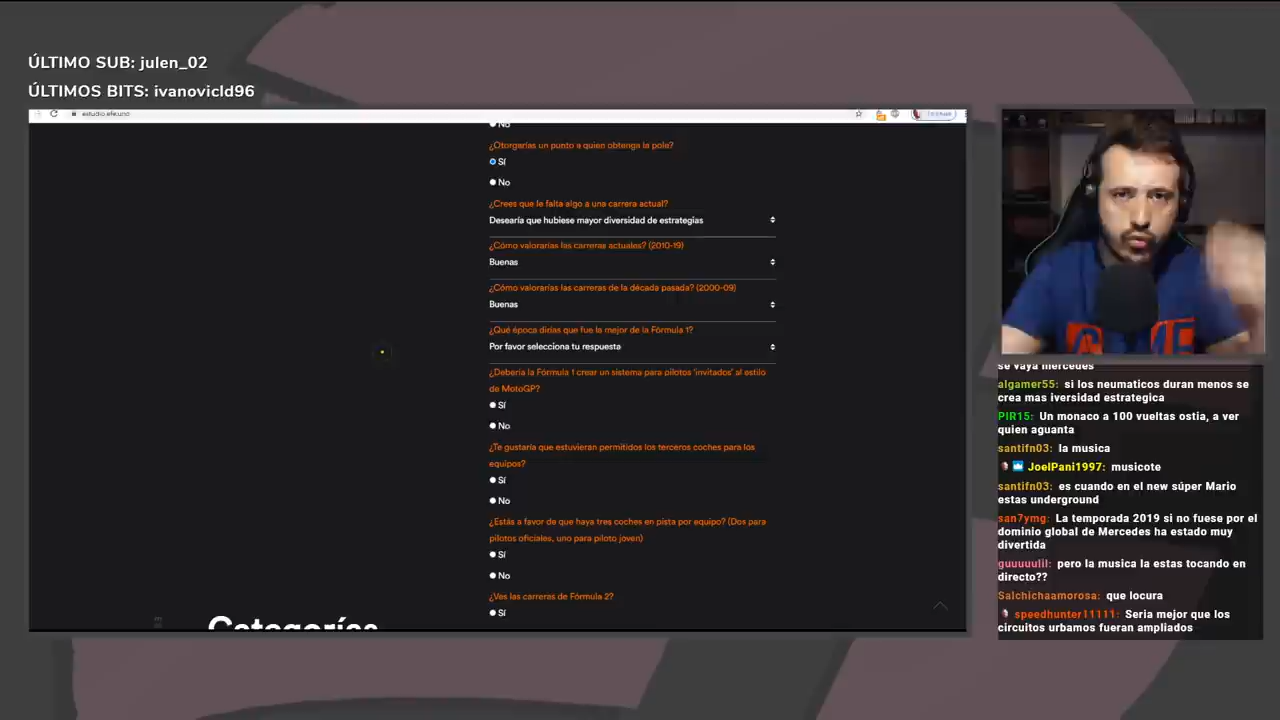 ÚLTIMO SUB: julen_02
ÚLTIMOS BITS: ivanovicld96
estudio.efe.uno
No
¿Otorgarías un punto a quien obtenga la pole?
Sí
No
¿Crees que le falta algo a una carrera actual?
Desearía que hubiese mayor diversidad de estrategias
¿Cómo valorarías las carreras actuales? (2010-19)
Buenas
¿Cómo valorarías las carreras de la década pasada? (2000-09)
Buenas
¿Qué época dirías que fue la mejor de la Fórmula 1?
Por favor selecciona tu respuesta
¿Debería la Fórmula 1 crear un sistema para pilotos 'invitados' al estilo
de MotoGP?
Sí
No
¿Te gustaría que estuvieran permitidos los terceros coches para los
equipos?
Sí
No
¿Estás a favor de que haya tres coches en pista por equipo? (Dos para
pilotos oficiales, uno para piloto joven)
Sí
No
¿Ves las carreras de Fórmula 2?
Sí
Categorías
se vaya mercedes
algamer55: si los neumaticos duran menos se
crea mas iversidad estrategica
PIR15: Un monaco a 100 vueltas ostia, a ver
quien aguanta
santifn03: la musica
JoelPani1997: musicote
santifn03: es cuando en el new súper Mario
estas underground
san7ymg: La temporada 2019 si no fuese por el
dominio global de Mercedes ha estado muy
divertida
guuuuulil: pero la musica la estas tocando en
directo??
Salchichaamorosa: que locura
speedhunter11111: Seria mejor que los
circuitos urbanos fueran ampliados